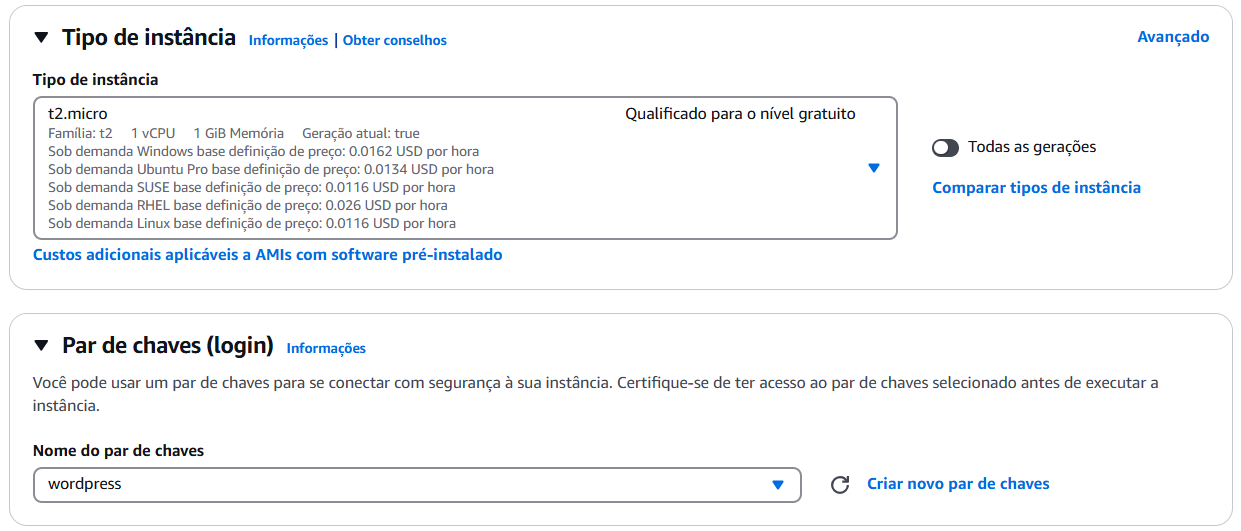 Tipo de instância Informações | Obter conselhos Avançado
Tipo de instância
t2.micro Qualificado para o nível gratuito
Família: t2 1 vCPU 1 GiB Memória Geração atual: true
Sob demanda Windows base definição de preço: 0.0162 USD por hora
Sob demanda Ubuntu Pro base definição de preço: 0.0134 USD por hora
Sob demanda SUSE base definição de preço: 0.0116 USD por hora
Sob demanda RHEL base definição de preço: 0.026 USD por hora
Sob demanda Linux base definição de preço: 0.0116 USD por hora
Todas as gerações
Comparar tipos de instância
Custos adicionais aplicáveis a AMIs com software pré-instalado
Par de chaves (login) Informações
Você pode usar um par de chaves para se conectar com segurança à sua instância. Certifique-se de ter acesso ao par de chaves selecionado antes de executar a
instância.
Nome do par de chaves
wordpress Criar novo par de chaves